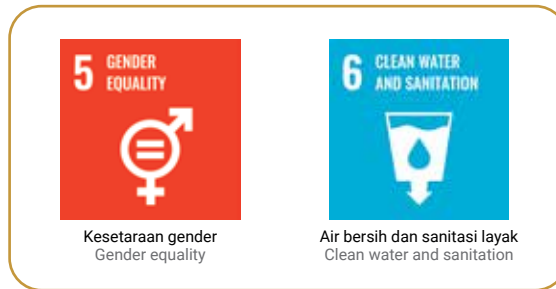 5 GENDER
EQUALITY
Kesetaraan gender
Gender equality
6 CLEAN WATER
AND SANITATION
Air bersih dan sanitasi layak
Clean water and sanitation